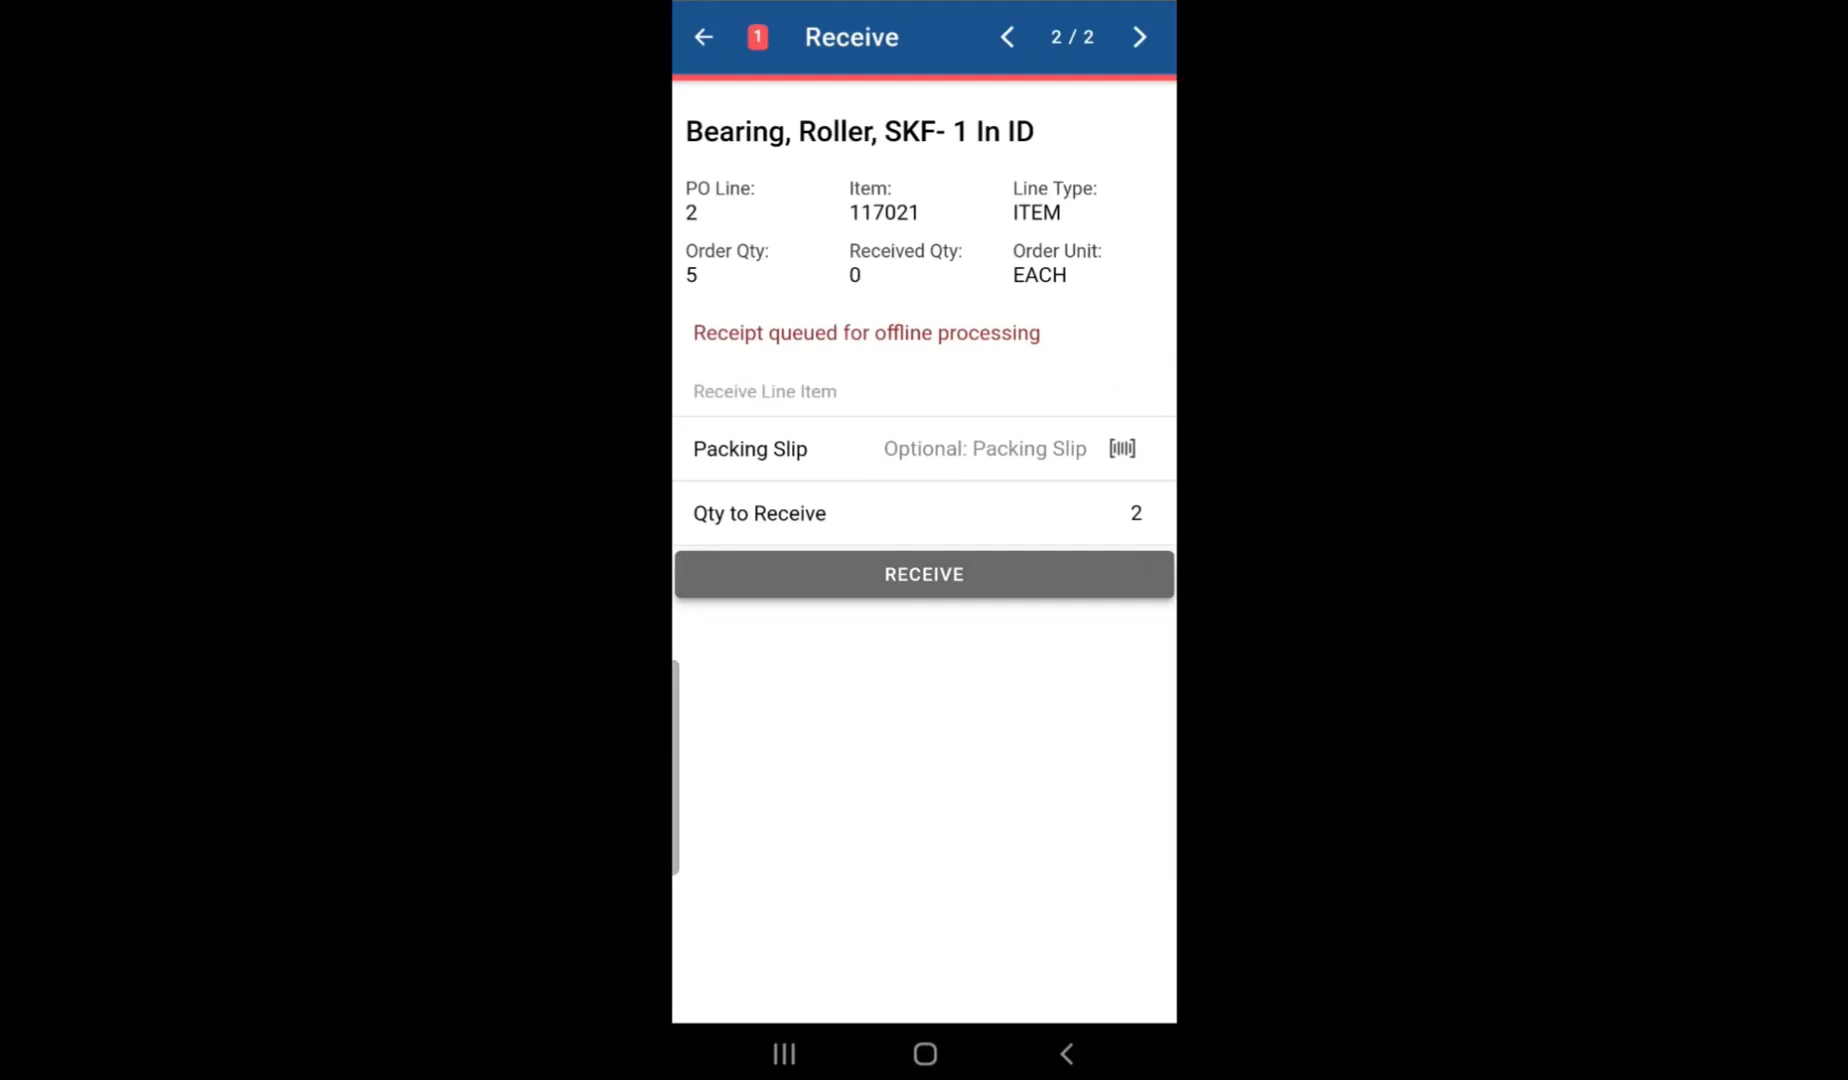 1 Receive 2 / 2
Bearing, Roller, SKF- 1 In ID
PO Line: Item: Line Type:
2 117021 ITEM
Order Qty: Received Qty: Order Unit:
5 0 EACH
Receipt queued for offline processing
Receive Line Item
Packing Slip Optional: Packing Slip
Qty to Receive 2
RECEIVE